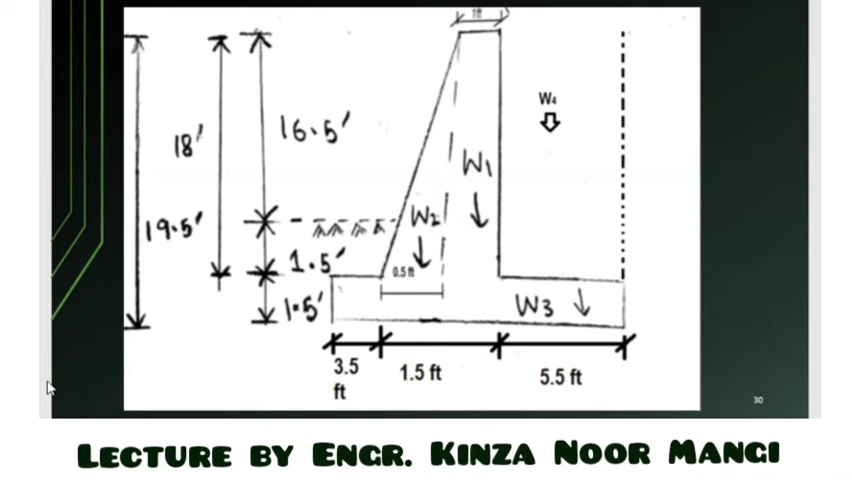 ft
W4
16.5'
18'
W1
W2
19.5'
1.5'
0.5 ft
1.5'
W3
3.5
ft
1.5 ft
5.5 ft
30
LECTURE BY ENGR. KINZA NOOR MANGI